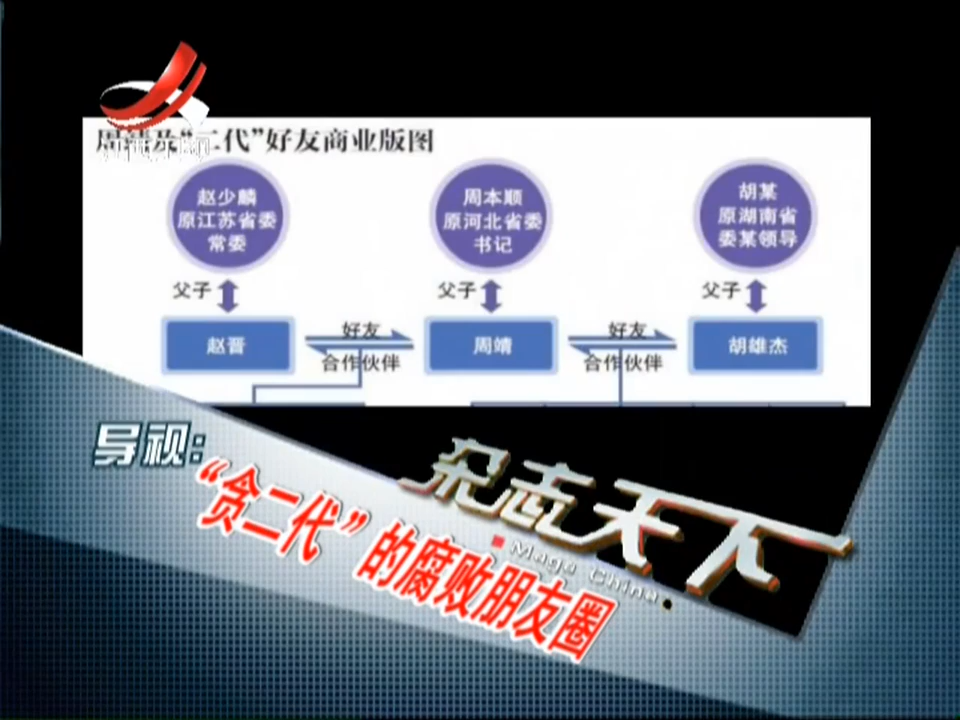 周靖及“二代”好友商业版图
赵少麟
原江苏省委
常委
周本顺
原河北省委
书记
胡某
原湖南省
委某领导
父子
父子
父子
赵晋
好友
合作伙伴
周靖
好友
合作伙伴
胡雄杰
导视:
杂志天下
Maga China
“贪二代”的腐败朋友圈